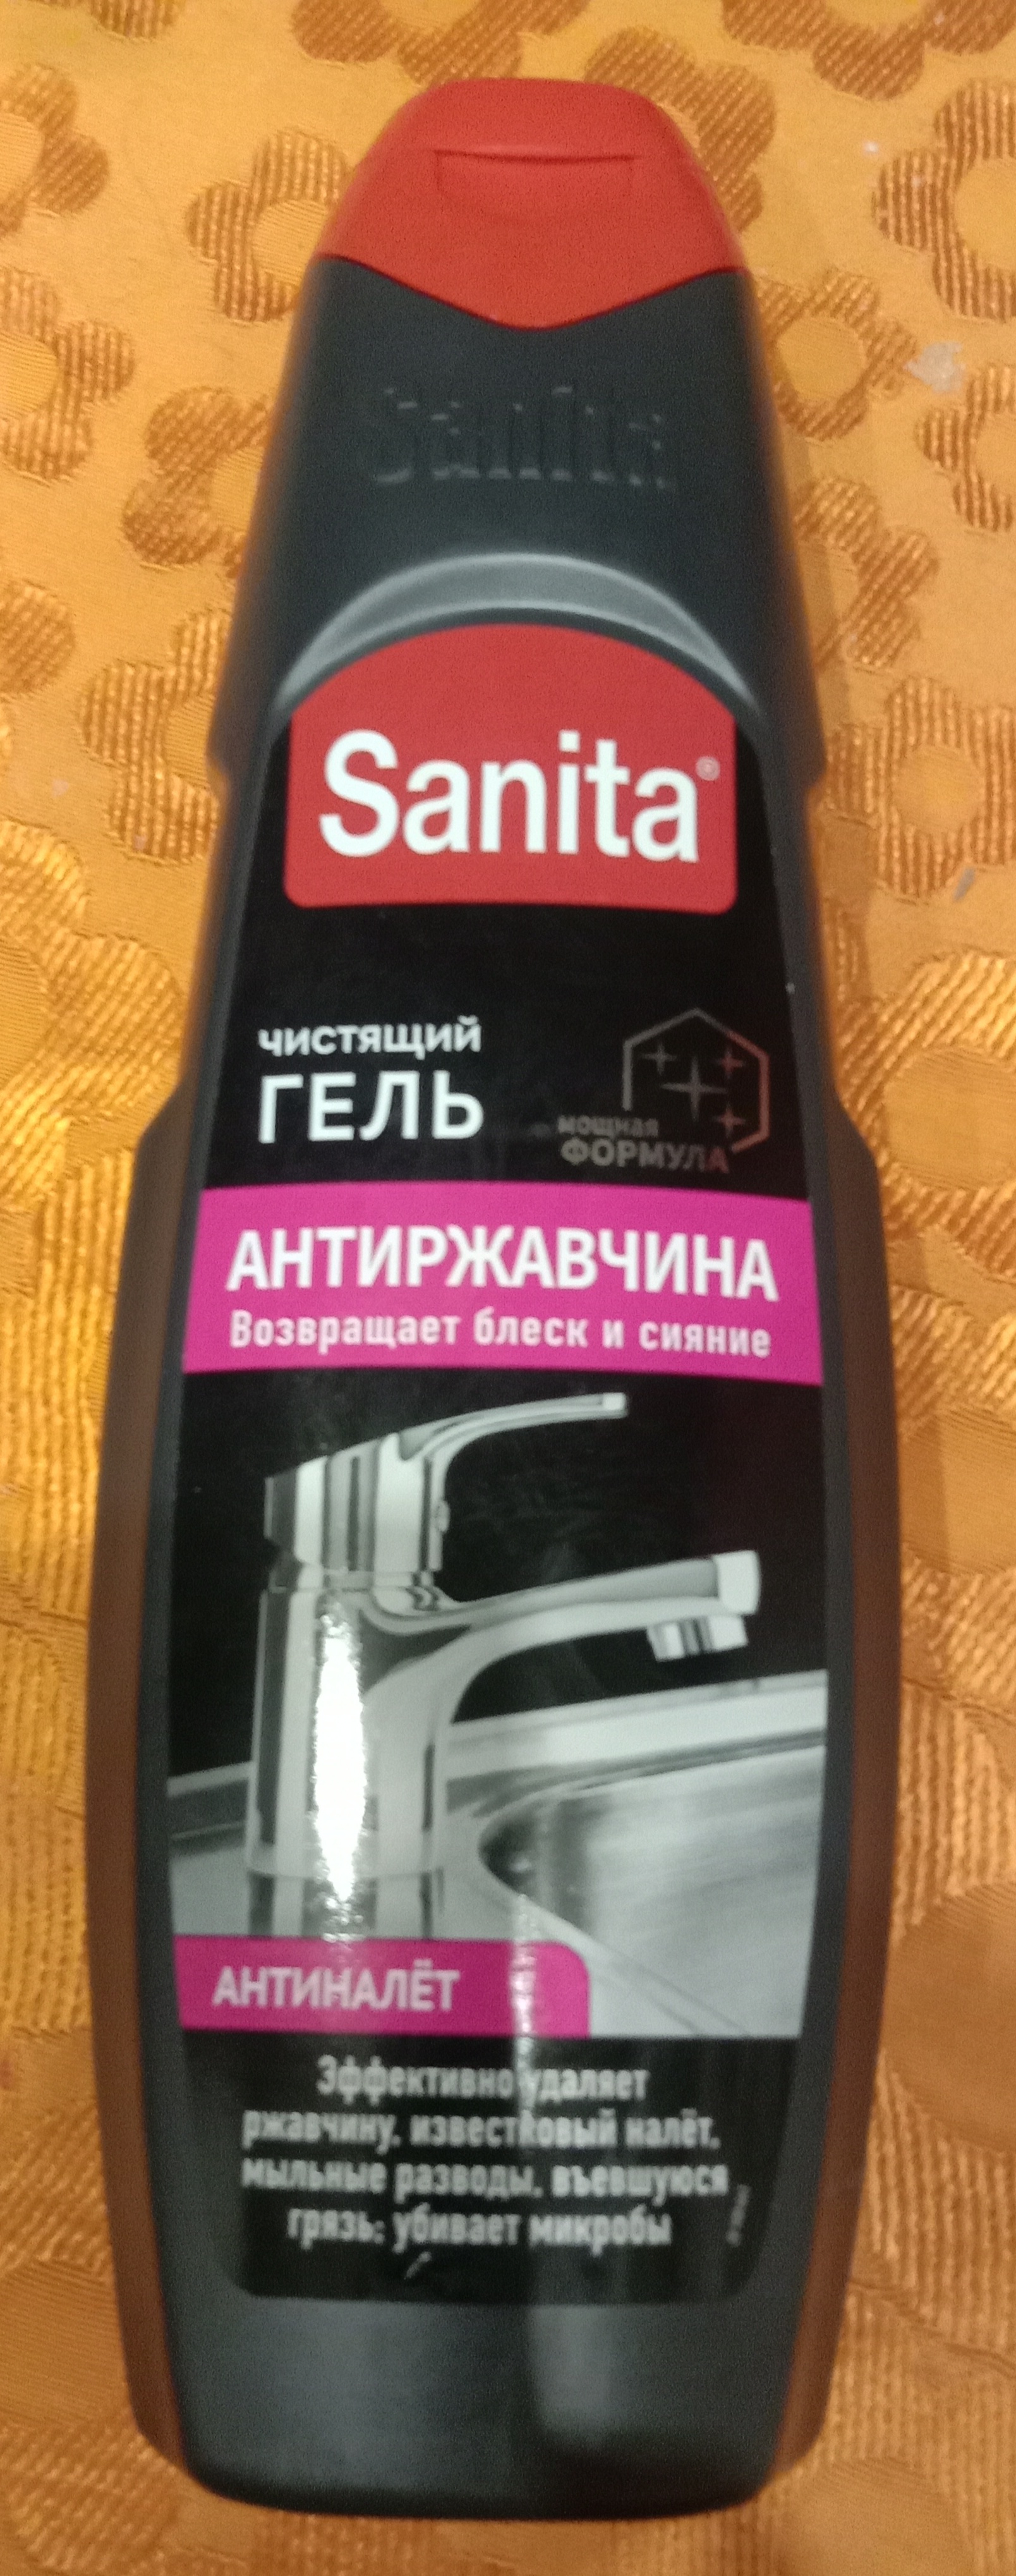 Sanita
Sanita®
чистящий
ГЕЛЬ
мощная
ФОРМУЛА
АНТИРЖАВЧИНА
Возвращает блеск и сияние
АНТИНАЛЁТ
Эффективно удаляет
ржавчину, известковый налёт,
мыльные разводы, въевшуюся
грязь; убивает микробы